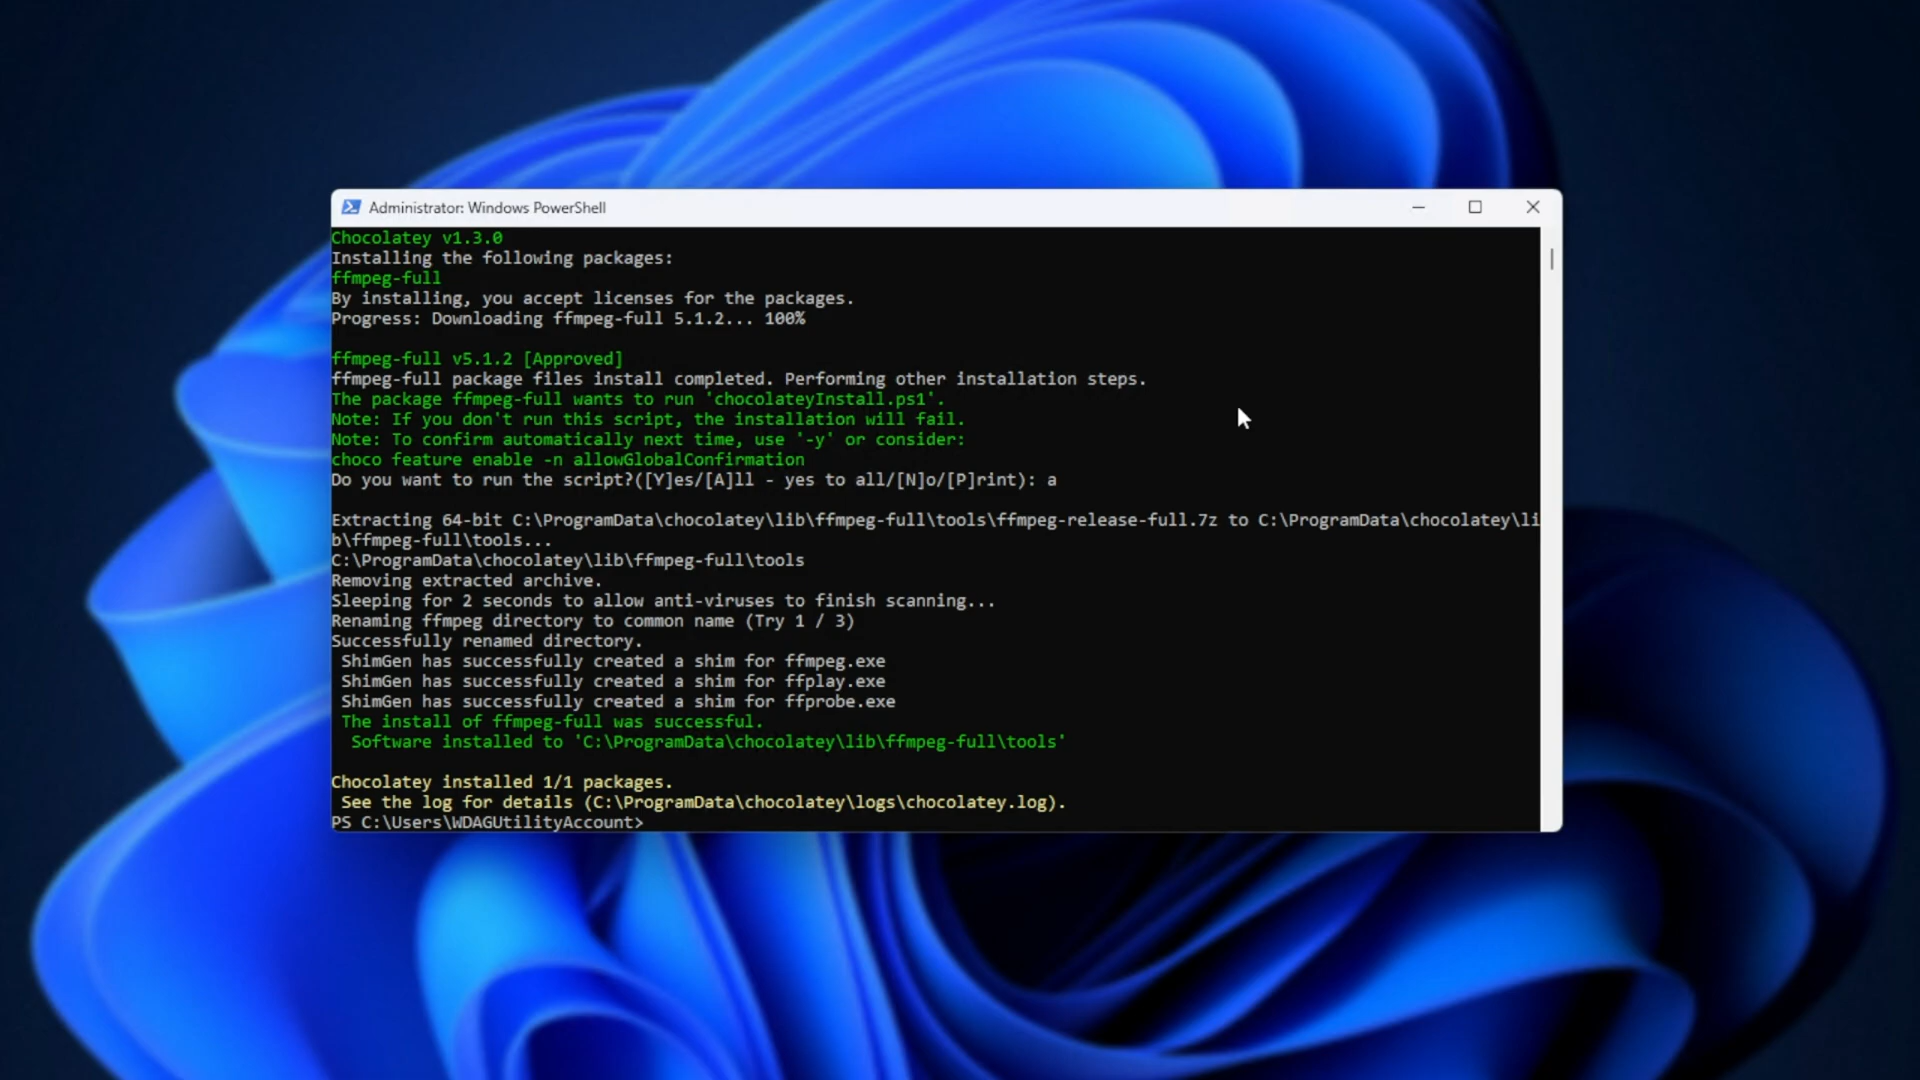 Administrator: Windows PowerShell
Chocolatey v1.3.0
Installing the following packages:
ffmpeg-full
By installing, you accept licenses for the packages.
Progress: Downloading ffmpeg-full 5.1.2... 100%
ffmpeg-full v5.1.2 [Approved]
ffmpeg-full package files install completed. Performing other installation steps.
The package ffmpeg-full wants to run 'chocolateyInstall.ps1'.
Note: If you don't run this script, the installation will fail.
Note: To confirm automatically next time, use '-y' or consider:
choco feature enable -n allowGlobalConfirmation
Do you want to run the script?([Y]es/[A]ll - yes to all/[N]o/[P]rint): a
Extracting 64-bit C:\ProgramData\chocolatey\lib\ffmpeg-full\tools\ffmpeg-release-full.7z to C:\ProgramData\chocolatey\li
b\ffmpeg-full\tools...
C:\ProgramData\chocolatey\lib\ffmpeg-full\tools
Removing extracted archive.
Sleeping for 2 seconds to allow anti-viruses to finish scanning...
Renaming ffmpeg directory to common name (Try 1 / 3)
Successfully renamed directory.
ShimGen has successfully created a shim for ffmpeg.exe
ShimGen has successfully created a shim for ffplay.exe
ShimGen has successfully created a shim for ffprobe.exe
The install of ffmpeg-full was successful.
Software installed to 'C:\ProgramData\chocolatey\lib\ffmpeg-full\tools'
Chocolatey installed 1/1 packages.
See the log for details (C:\ProgramData\chocolatey\logs\chocolatey.log).
PS C:\Users\WDAGUtilityAccount>